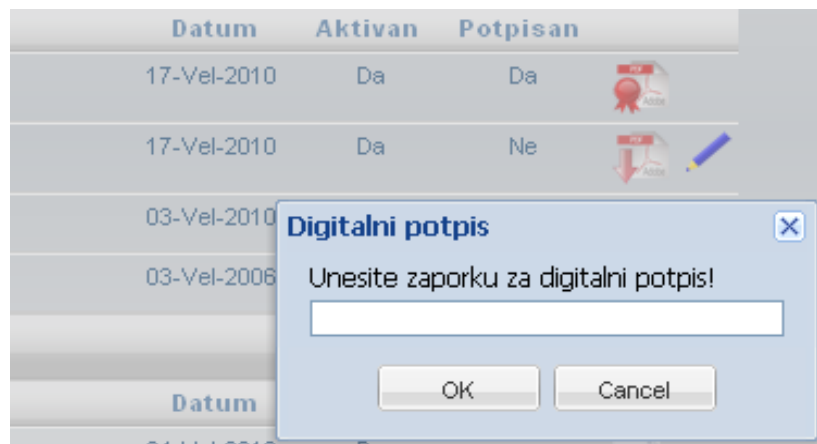 Datum Aktivan Potpisan
17-Vel-2010 Da Da
17-Vel-2010 Da Ne
03-Vel-2010
Digitalni potpis
03-Vel-2006
Unesite zaporku za digitalni potpis!
OK Cancel
Datum